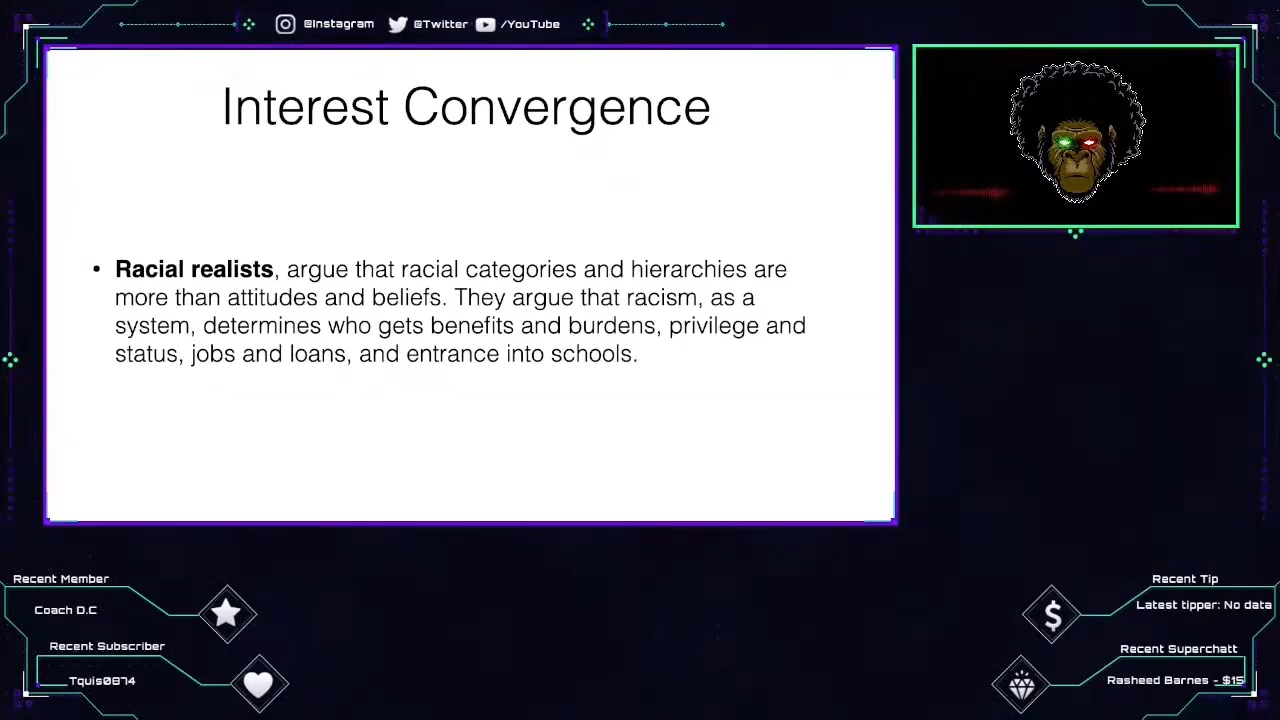 @Instagram @Twitter /YouTube
Interest Convergence
• Racial realists, argue that racial categories and hierarchies are
more than attitudes and beliefs. They argue that racism, as a
system, determines who gets benefits and burdens, privilege and
status, jobs and loans, and entrance into schools.
Recent Member
Coach D.C
Recent Subscriber
Tquis0874
Recent Tip
Latest tipper: No data
Recent Superchatt
Rasheed Barnes - $15